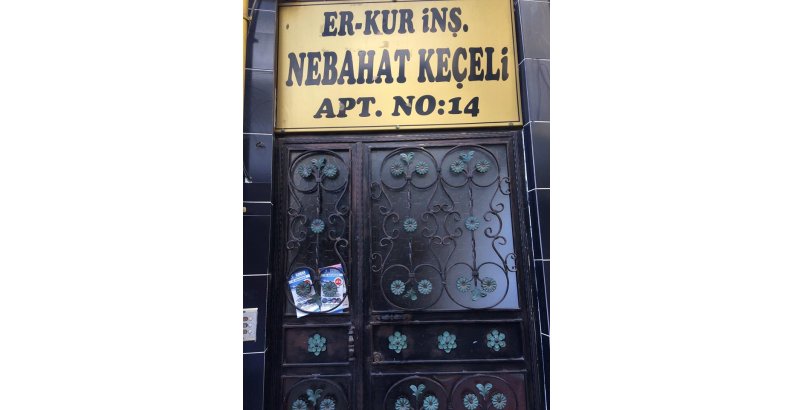 ER-KUR İNŞ.
NEBAHAT KEÇELİ
APT. NO:14